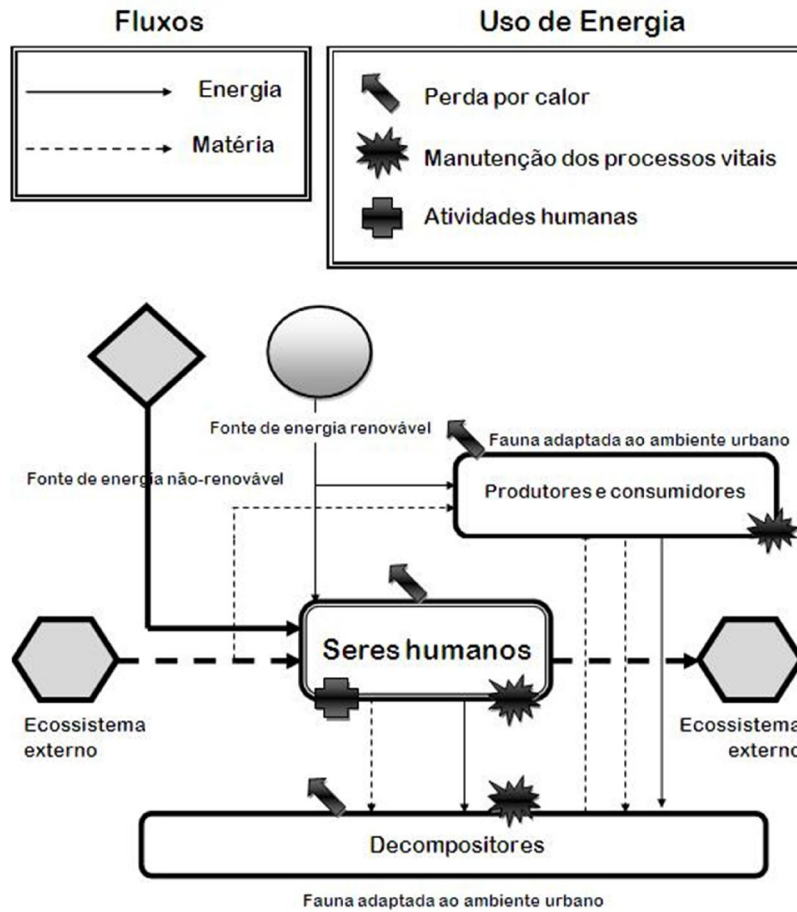 Fluxos
Energia
Matéria
Uso de Energia
Perda por calor
Manutenção dos processos vitais
Atividades humanas
Fonte de energia renovável
Fonte de energia não-renovável
Fauna adaptada ao ambiente urbano
Produtores e consumidores
Seres humanos
Ecossistema
externo
Ecossistema
externo
Decompositores
Fauna adaptada ao ambiente urbano